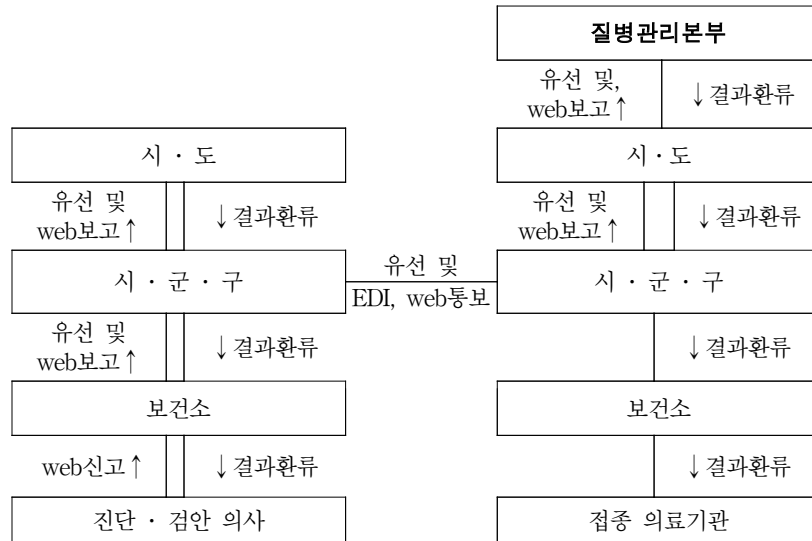 질병관리본부
유선 및,
web보고↑
↓결과환류
시 · 도
시·도
유선 및
web보고↑
↓결과환류
유선 및
web보고↑
↓결과환류
시 · 군 · 구
유선 및
EDI, web통보
시 · 군 · 구
유선 및
web보고↑
↓결과환류
↓결과환류
보건소
보건소
web신고↑
↓결과환류
↓결과환류
진단 · 검안 의사
접종 의료기관